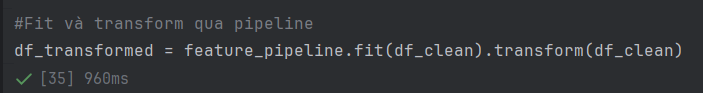 #Fit và transform qua pipeline
df_transformed = feature_pipeline.fit(df_clean).transform(df_clean)
✓ [35] 960ms